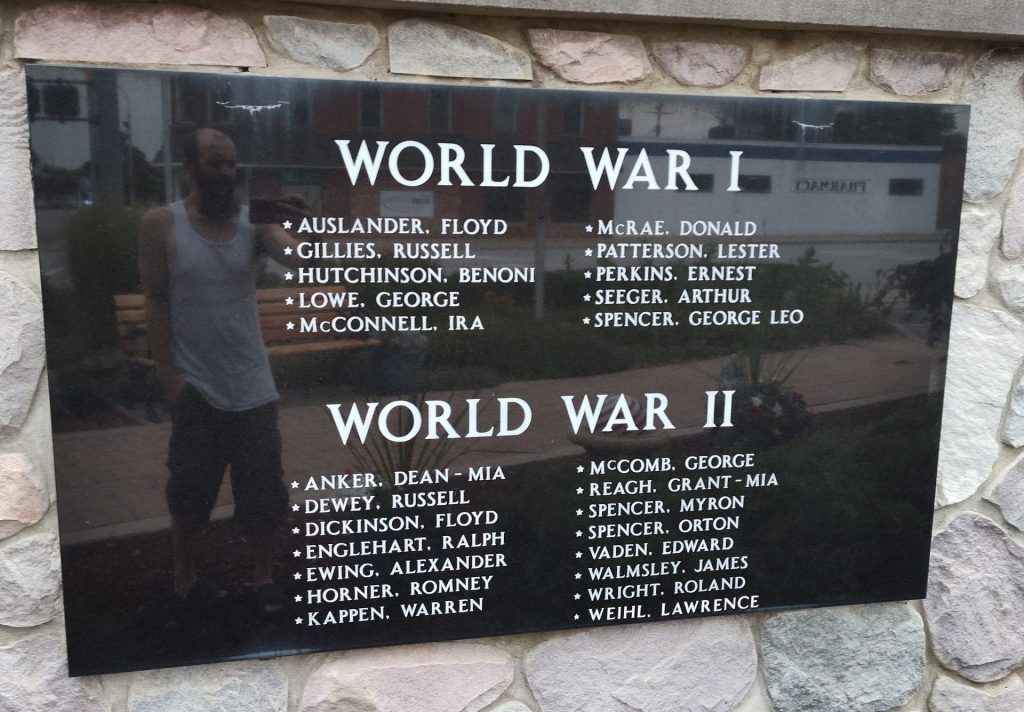 WORLD WAR I
★ AUSLANDER, FLOYD
★ GILLIES, RUSSELL
★ HUTCHINSON, BENONI
★ LOWE, GEORGE
★ McCONNELL, IRA
★ McRAE, DONALD
★ PATTERSON, LESTER
★ PERKINS, ERNEST
★ SEEGER, ARTHUR
★ SPENCER, GEORGE LEO
WORLD WAR II
★ ANKER, DEAN-MIA
★ DEWEY, RUSSELL
★ DICKINSON, FLOYD
★ ENGLEHART, RALPH
★ EWING, ALEXANDER
★ HORNER, ROMNEY
★ KAPPEN, WARREN
★ McCOMB, GEORGE
★ REAGH, GRANT-MIA
★ SPENCER, MYRON
★ SPENCER, ORTON
★ VADEN, EDWARD
★ WALMSLEY, JAMES
★ WRIGHT, ROLAND
★ WEIHL, LAWRENCE
PHARMACY